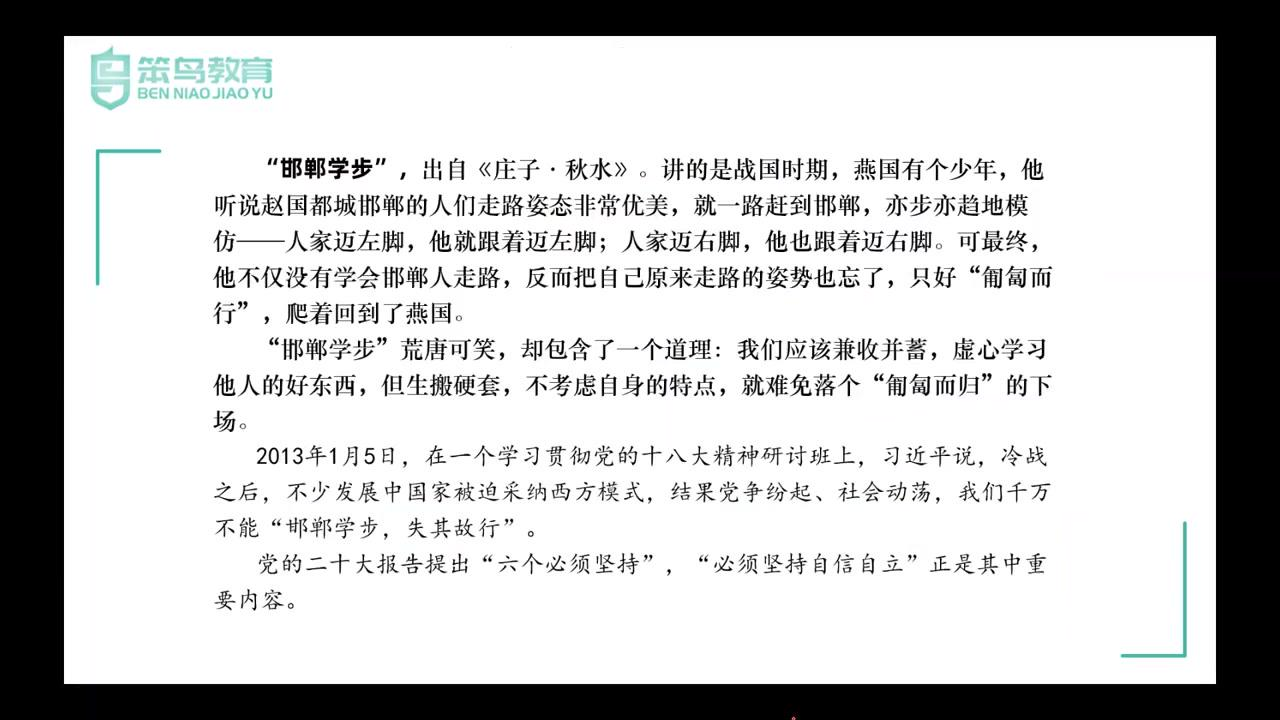 笨鸟教育
BEN NIAO JIAO YU
“邯郸学步”，出自《庄子·秋水》。讲的是战国时期，燕国有个少年，他
听说赵国都城邯郸的人们走路姿态非常优美，就一路赶到邯郸，亦步亦趋地模
仿——人家迈左脚，他就跟着迈左脚；人家迈右脚，他也跟着迈右脚。可最终，
他不仅没有学会邯郸人走路，反而把自己原来走路的姿势也忘了，只好“匍匐而
行”，爬着回到了燕国。
“邯郸学步”荒唐可笑，却包含了一个道理：我们应该兼收并蓄，虚心学习
他人的好东西，但生搬硬套，不考虑自身的特点，就难免落个“匍匐而归”的下
场。
2013年1月5日，在一个学习贯彻党的十八大精神研讨班上，习近平说，冷战
之后，不少发展中国家被迫采纳西方模式，结果党争纷起、社会动荡，我们千万
不能“邯郸学步，失其故行”。
党的二十大报告提出“六个必须坚持”，“必须坚持自信自立”正是其中重
要内容。